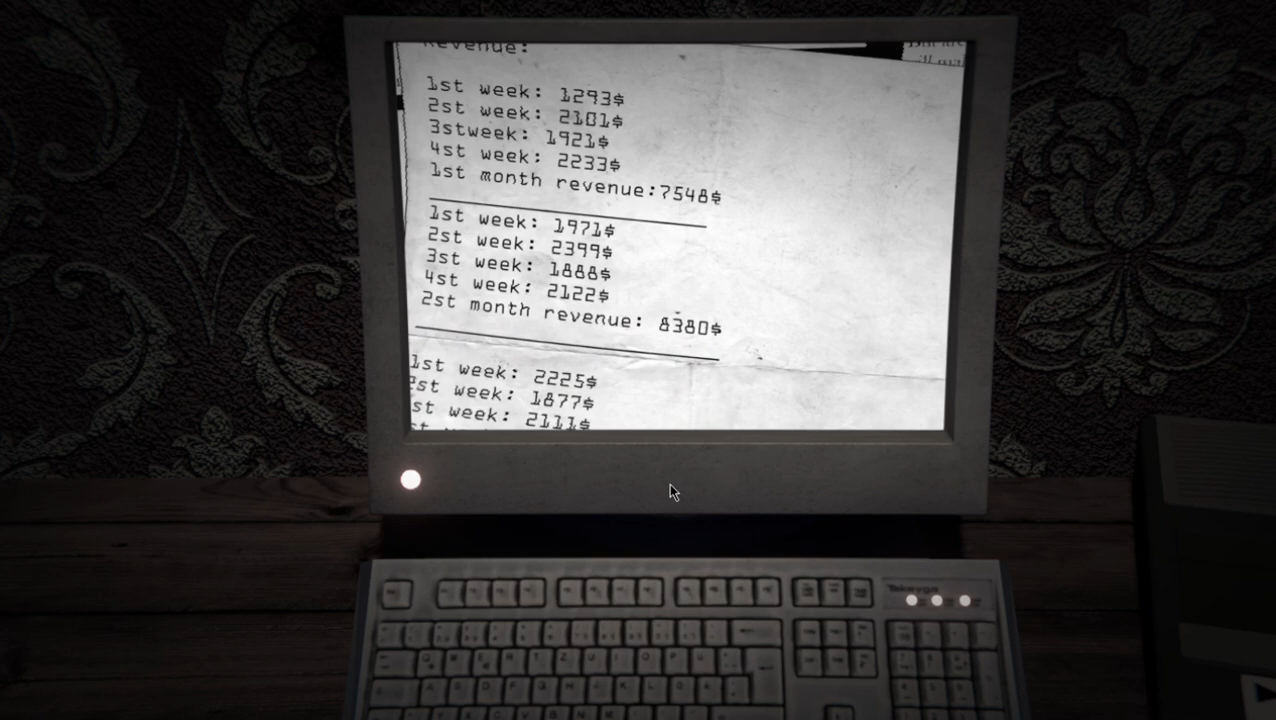 Revenue:
1st week: 1293$
2st week: 2101$
3stweek: 1921$
4st week: 2233$
1st month revenue:7548$
1st week: 1971$
2st week: 2399$
3st week: 1888$
4st week: 2122$
2st month revenue: 8380$
1st week: 2225$
2st week: 1877$
st week: 2111$